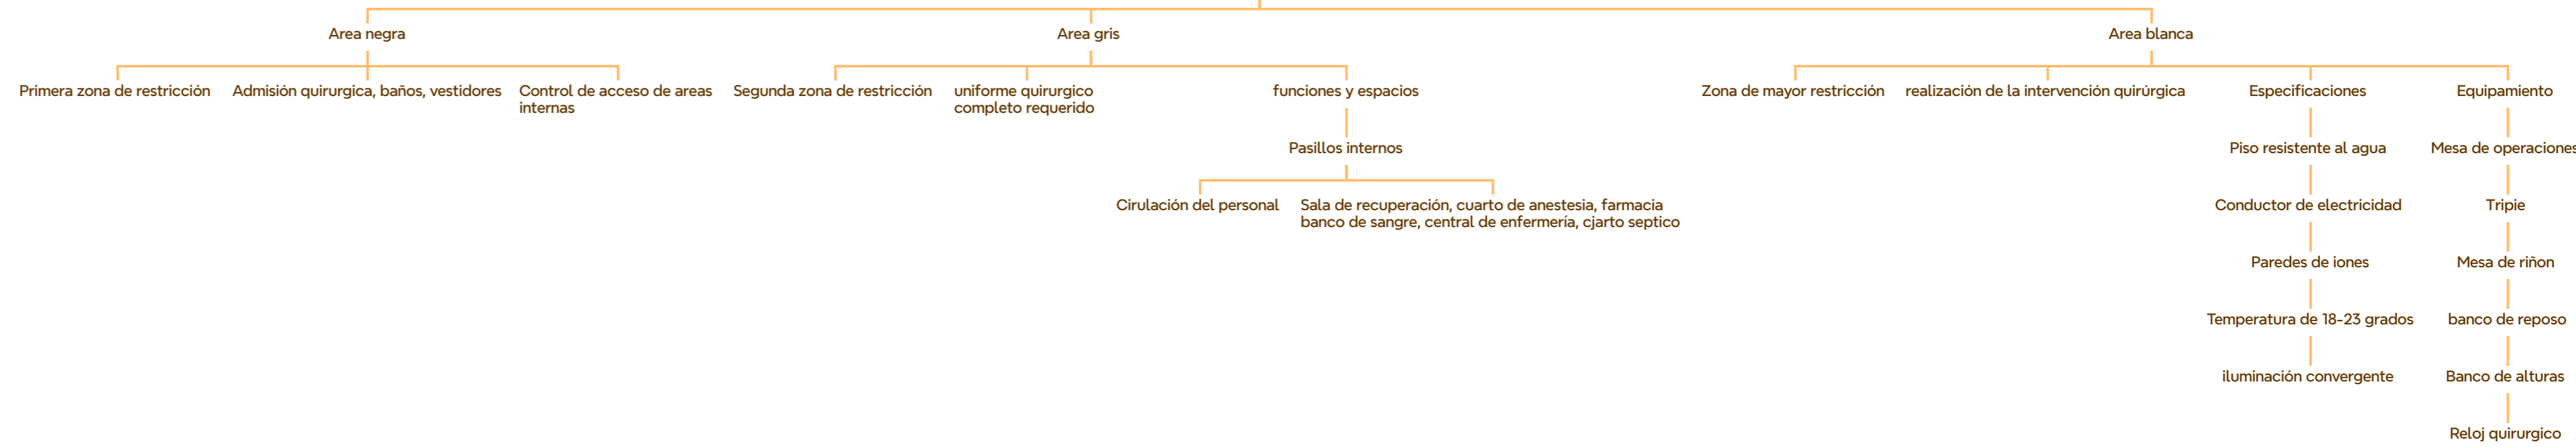 Area negra
Area gris
Area blanca
Primera zona de restricción
Admisión quirurgica, baños, vestidores
Control de acceso de areas
internas
Segunda zona de restricción
uniforme quirurgico
completo requerido
funciones y espacios
Zona de mayor restricción
realización de la intervención quirúrgica
Especificaciones
Equipamiento
Pasillos internos
Piso resistente al agua
Mesa de operaciones
Cirulación del personal
Sala de recuperación, cuarto de anestesia, farmacia
banco de sangre, central de enfermería, cjarto septico
Conductor de electricidad
Tripie
Paredes de iones
Mesa de riñon
Temperatura de 18-23 grados
banco de reposo
iluminación convergente
Banco de alturas
Reloj quirurgico